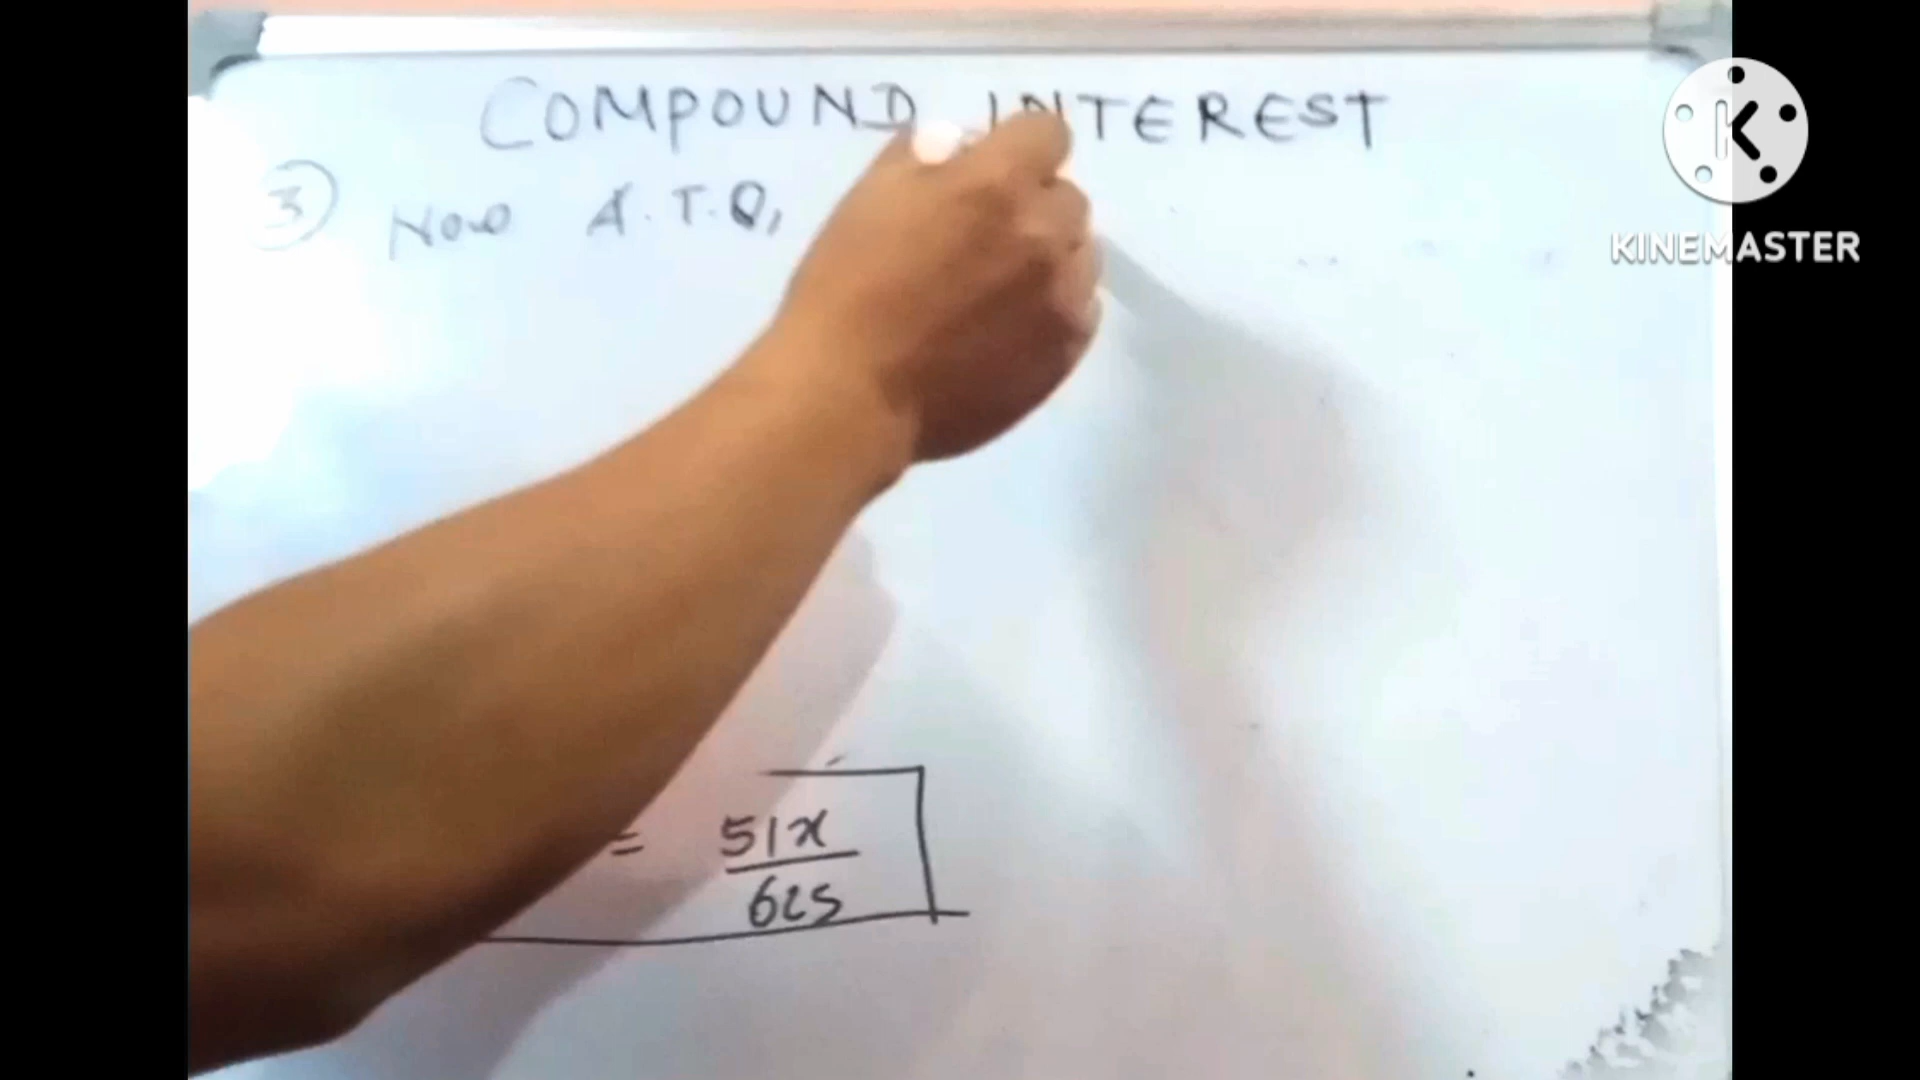 COMPOUND INTEREST
3 Now A.T.Q,
= 51x
625
K
KINEMASTER